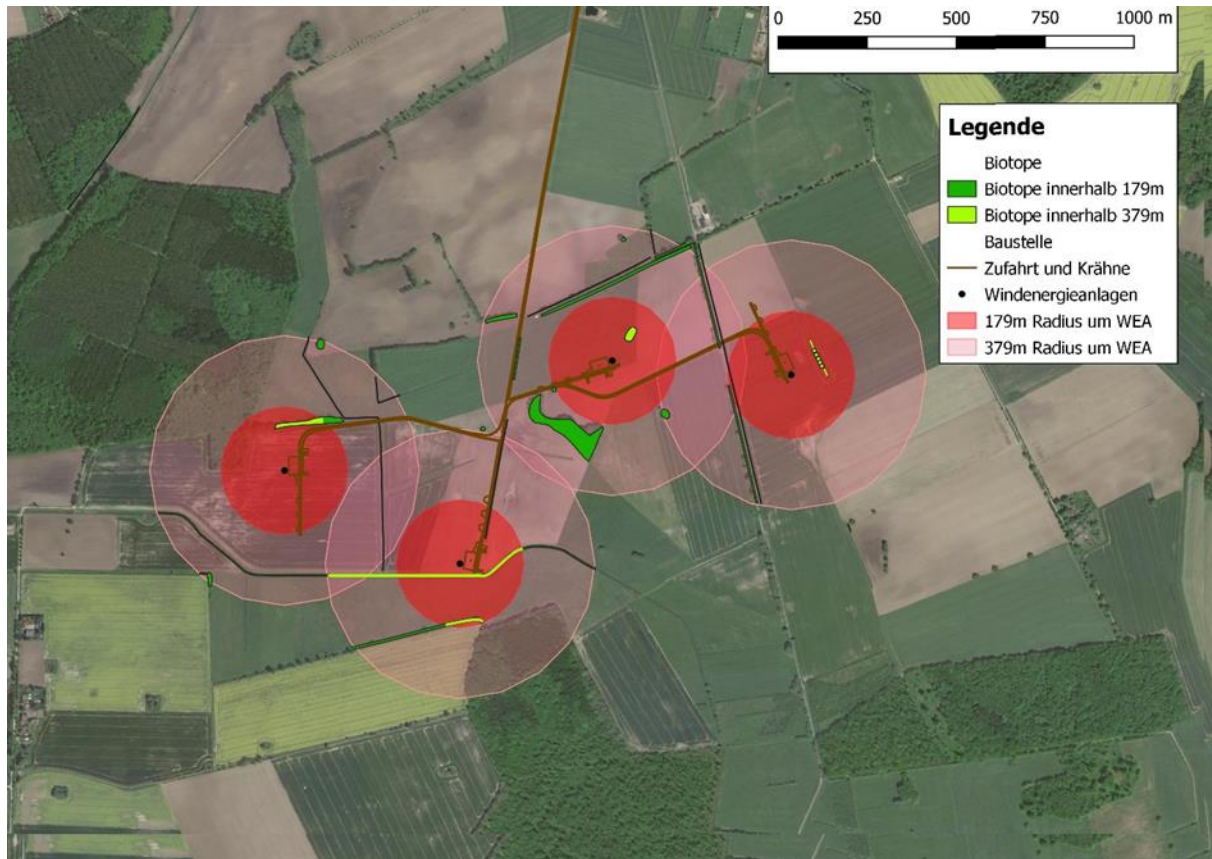 0 250 500 750 1000 m
Legende
Biotope
Biotope innerhalb 179m
Biotope innerhalb 379m
Baustelle
Zufahrt und Krähne
Windenergieanlagen
179m Radius um WEA
379m Radius um WEA